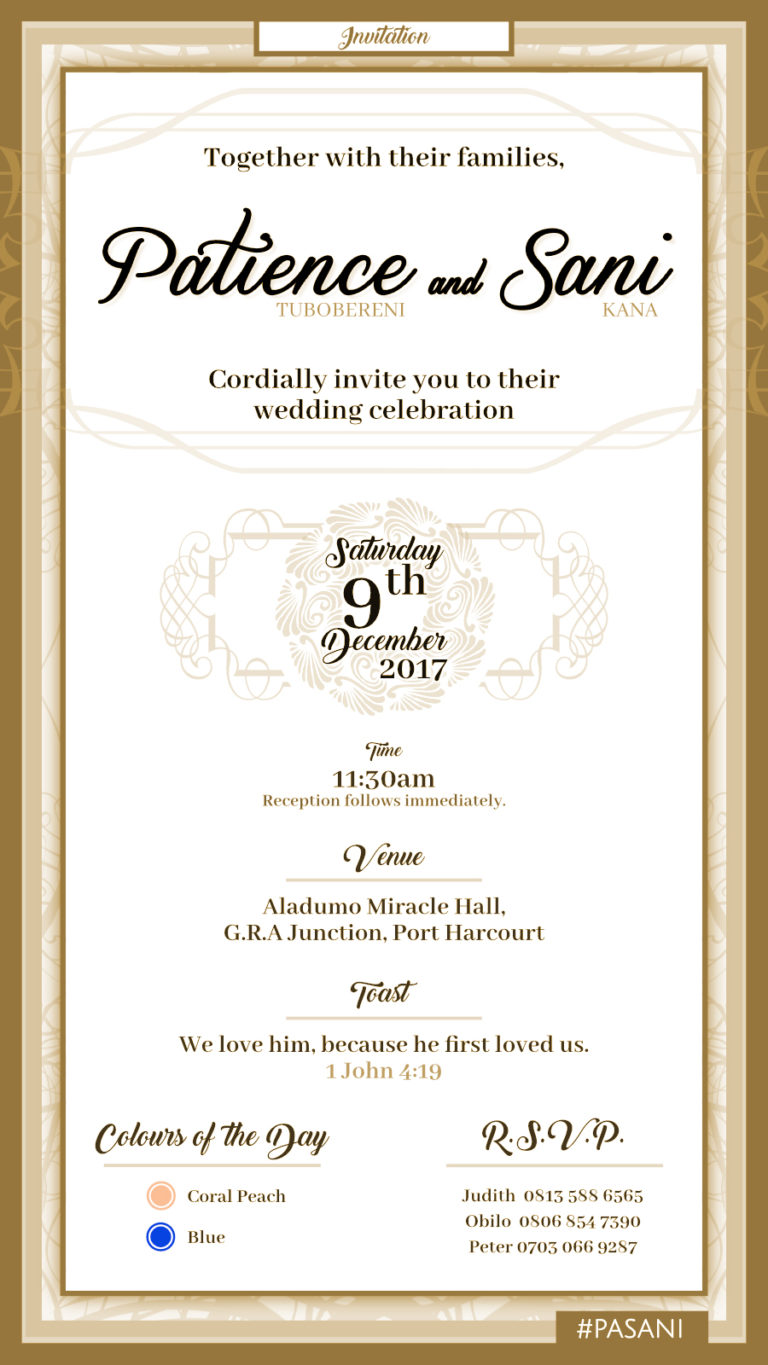 Invitation
Together with their families,
Patience and Sani
TUBOBERENI KANA
Cordially invite you to their
wedding celebration
Saturday
9th
December
2017
Time
11:30am
Reception follows immediately.
Venue
Aladumo Miracle Hall,
G.R.A Junction, Port Harcourt
Toast
We love him, because he first loved us.
1 John 4:19
Colours of the Day
Coral Peach
Blue
R.S.V.P.
Judith 0813 588 6565
Obilo 0806 854 7390
Peter 0703 066 9287
#PASANI